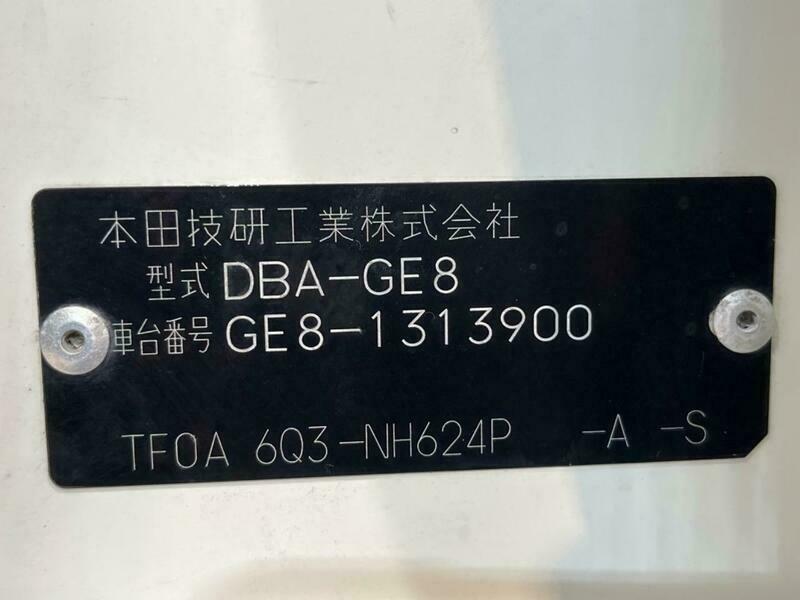 本田技研工業株式会社
型式 DBA-GE8
車台番号 GE8-1313900
TF0A 6Q3-NH624P -A -S